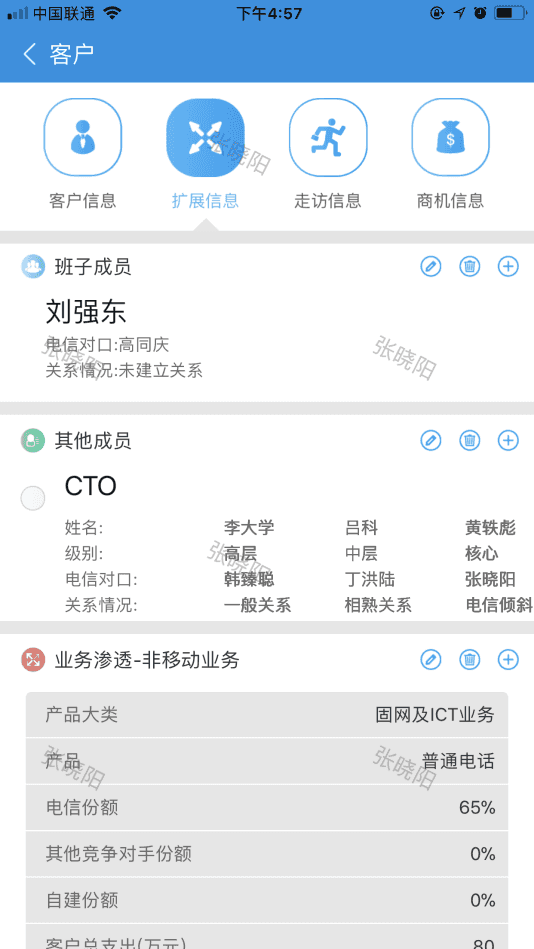 中国联通 下午4:57
客户
客户信息 扩展信息 走访信息 商机信息
张晓阳
班子成员
刘强东
电信对口:高同庆
关系情况:未建立关系
张晓阳 张晓阳
其他成员
CTO
姓名: 李大学 吕科 黄轶彪
级别: 高层 中层 核心
电信对口: 韩臻聪 丁洪陆 张晓阳
关系情况: 一般关系 相熟关系 电信倾斜
张晓阳
业务渗透-非移动业务
产品大类 固网及ICT业务
产品 普通电话
张晓阳 张晓阳
电信份额 65%
其他竞争对手份额 0%
自建份额 0%
客户总支出(万元) 80